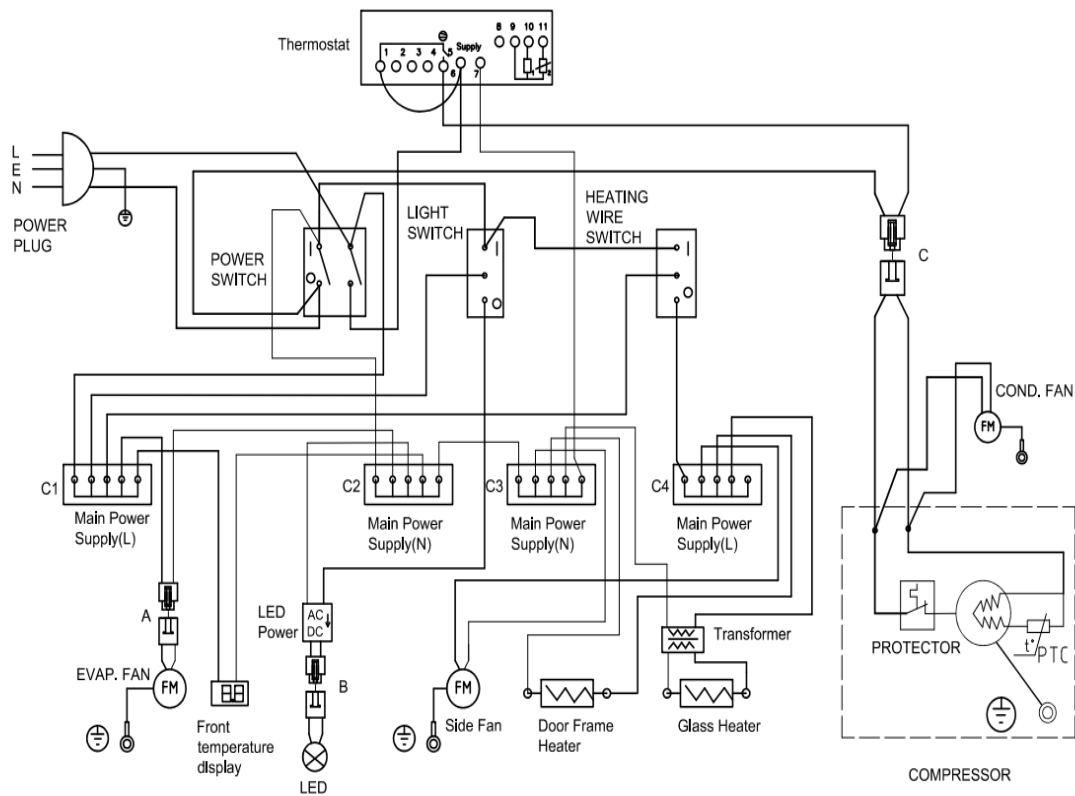 Thermostat
1 2 3 4 5 Supply 8 9 10 11
6 7
1 2
L
E
N
POWER
PLUG
POWER
SWITCH
I
O
LIGHT
SWITCH
I
O
HEATING
WIRE
SWITCH
I
O
C
COND. FAN
FM
C1
Main Power
Supply(L)
C2
Main Power
Supply(N)
C3
Main Power
Supply(N)
C4
Main Power
Supply(L)
A
EVAP. FAN
FM
Front
temperature
display
LED
Power
AC
DC
B
LED
FM
Side Fan
Door Frame
Heater
Transformer
Glass Heater
PROTECTOR
t°
PTC
COMPRESSOR